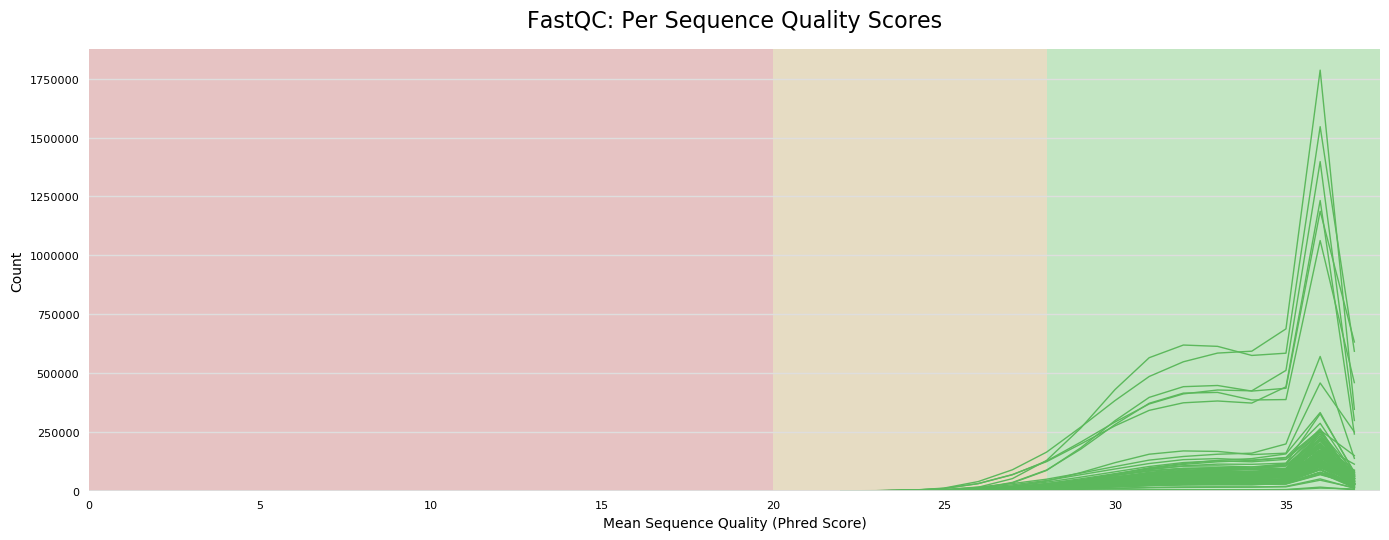 FastQC: Per Sequence Quality Scores
1750000
1500000
1250000
1000000
750000
500000
250000
0
Count
0 5 10 15 20 25 30 35
Mean Sequence Quality (Phred Score)